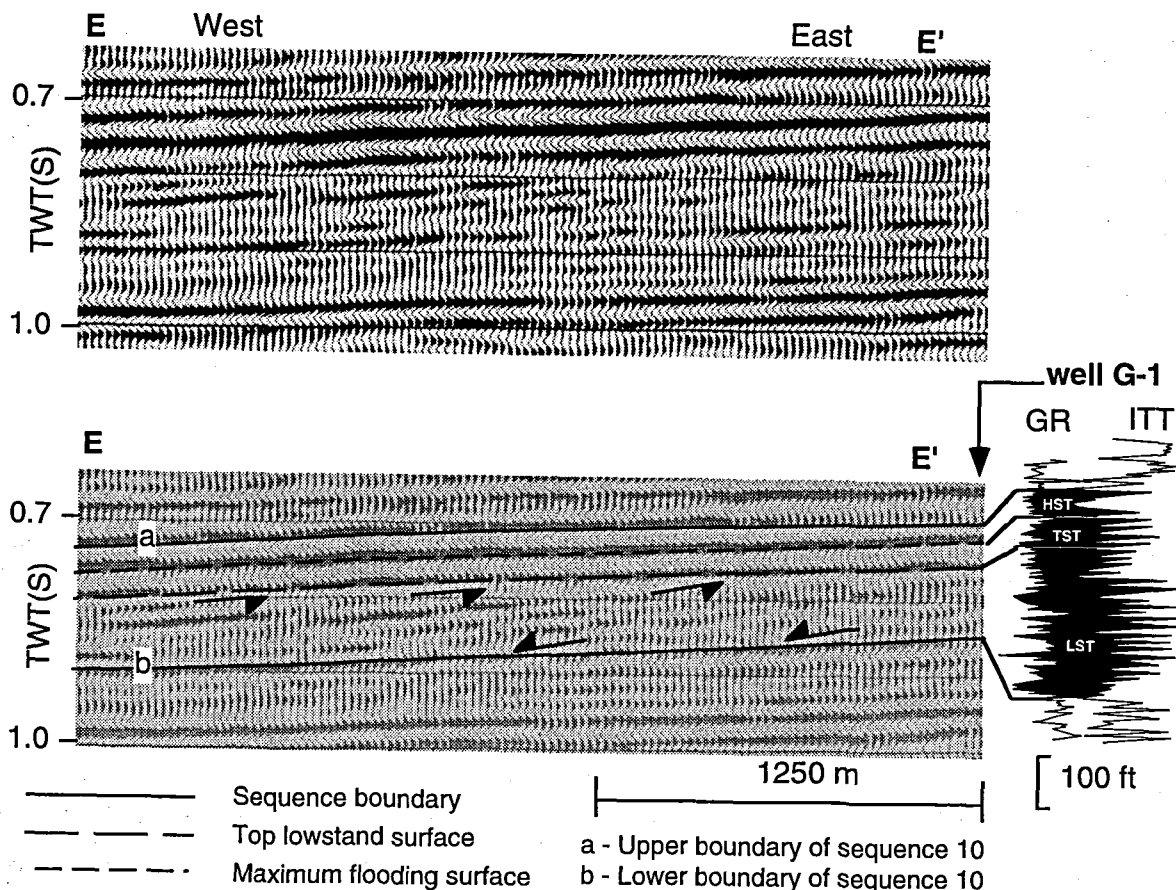 E West East E'
0.7
TWT(S)
1.0
well G-1
GR ITT
E E'
0.7
a
HST
TST
TWT(S)
LST
b
1.0
1250 m
100 ft
Sequence boundary
Top lowstand surface
Maximum flooding surface
a - Upper boundary of sequence 10
b - Lower boundary of sequence 10